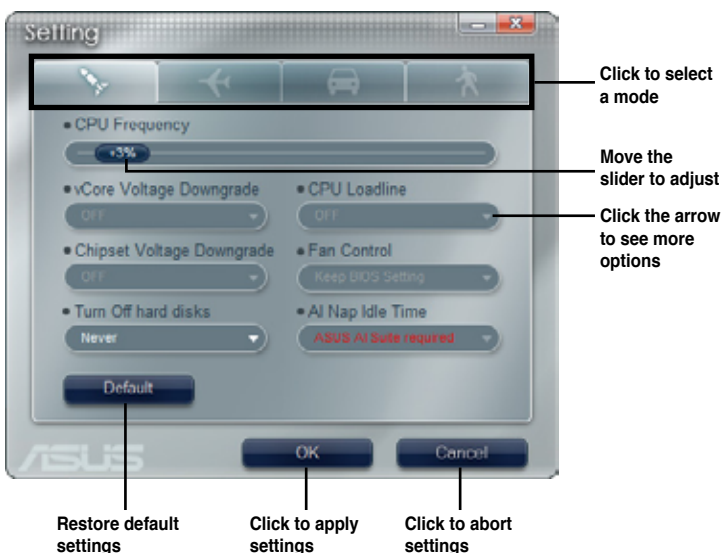 Setting
Click to select
a mode
• CPU Frequency
+3%
Move the
slider to adjust
• vCore Voltage Downgrade
• CPU Loadline
OFF
OFF
Click the arrow
to see more
options
• Chipset Voltage Downgrade
• Fan Control
OFF
Keep BIOS Setting
• Turn Off hard disks
• AI Nap Idle Time
Never
ASUS AI Suite required
Default
ASUS
OK
Cancel
Restore default
settings
Click to apply
settings
Click to abort
settings